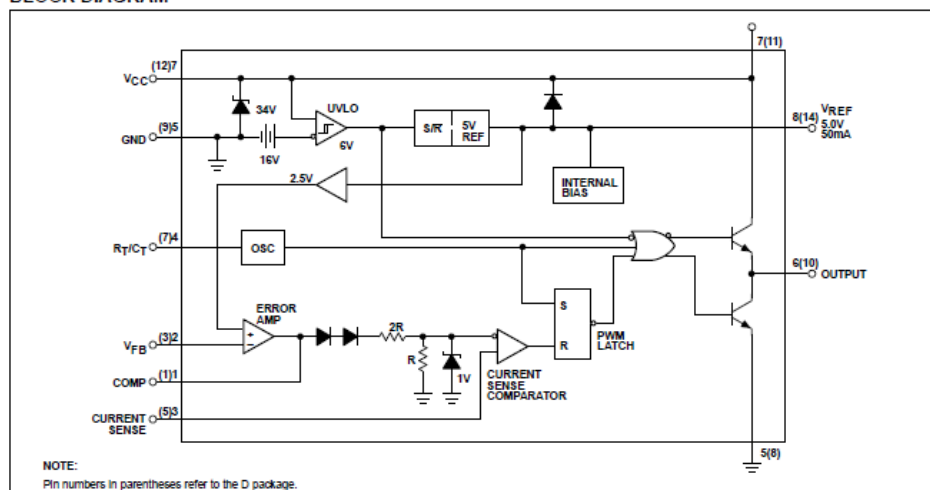 7(11)
(12)7
VCC
34V
UVLO
VREF
8(14)
5.0V
50mA
S/R
5V
REF
(9)5
GND
6V
16V
INTERNAL
BIAS
2.5V
(7)4
RT/CT
OSC
6(10)
OUTPUT
ERROR
AMP
S
2R
PWM
LATCH
+
−
(3)2
VFB
R
R
1V
CURRENT
SENSE
COMPARATOR
(1)1
COMP
(5)3
CURRENT
SENSE
5(8)
NOTE:
Pin numbers in parentheses refer to the D package.